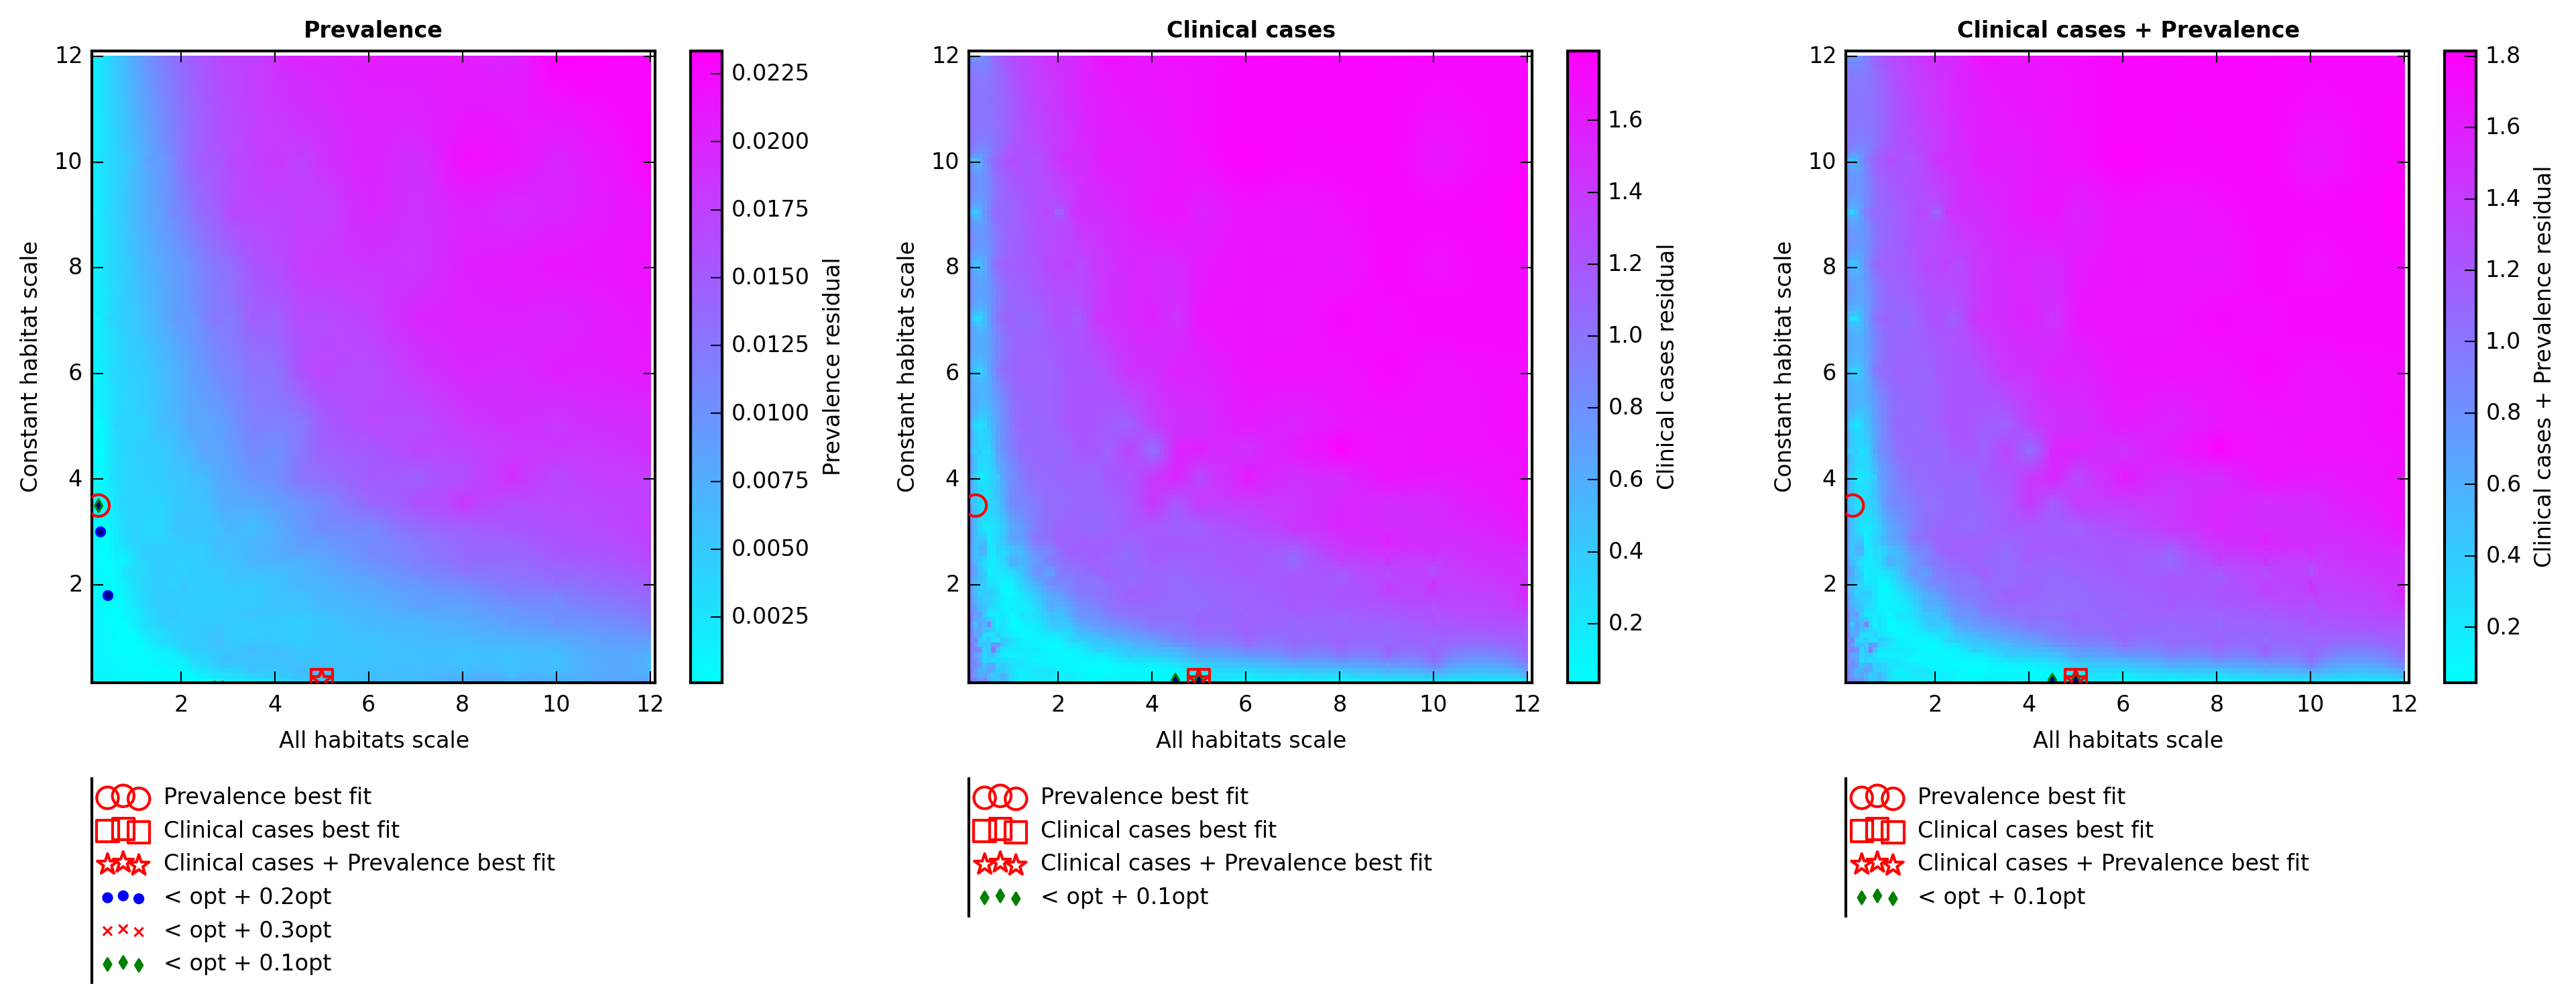 Prevalence
12
10
8
6
4
2
Constant habitat scale
2 4 6 8 10 12
All habitats scale
0.0225
0.0200
0.0175
0.0150
0.0125
0.0100
0.0075
0.0050
0.0025
Prevalence residual
Prevalence best fit
Clinical cases best fit
Clinical cases + Prevalence best fit
< opt + 0.2opt
< opt + 0.3opt
< opt + 0.1opt
Clinical cases
12
10
8
6
4
2
Constant habitat scale
2 4 6 8 10 12
All habitats scale
1.6
1.4
1.2
1.0
0.8
0.6
0.4
0.2
Clinical cases residual
Prevalence best fit
Clinical cases best fit
Clinical cases + Prevalence best fit
< opt + 0.1opt
Clinical cases + Prevalence
12
10
8
6
4
2
Constant habitat scale
2 4 6 8 10 12
All habitats scale
1.8
1.6
1.4
1.2
1.0
0.8
0.6
0.4
0.2
Clinical cases + Prevalence residual
Prevalence best fit
Clinical cases best fit
Clinical cases + Prevalence best fit
< opt + 0.1opt